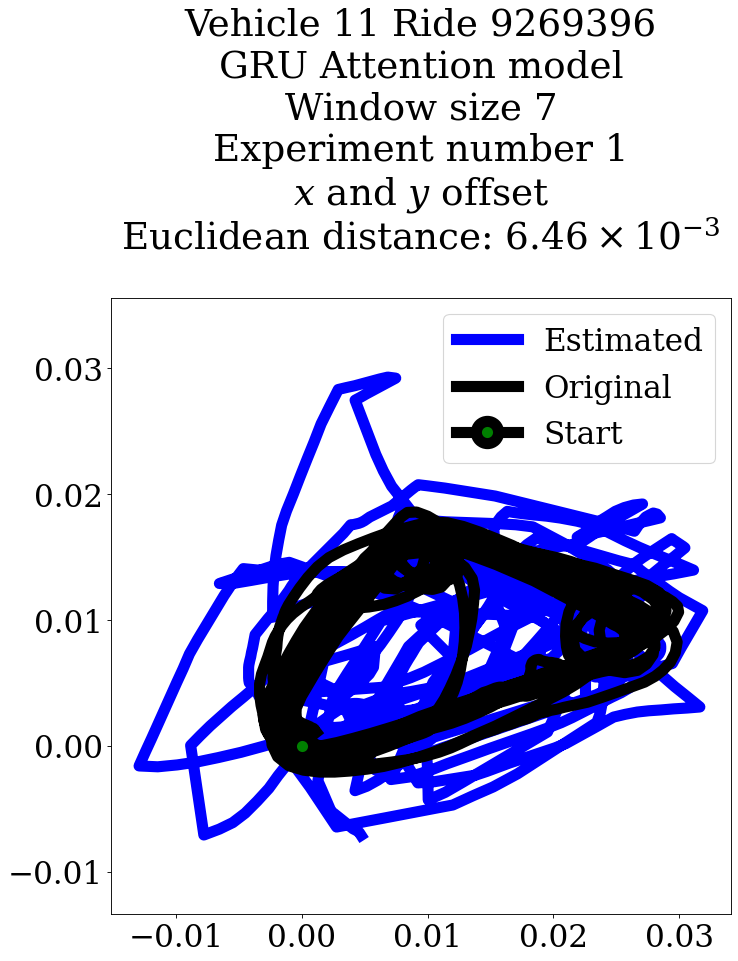 Vehicle 11 Ride 9269396
GRU Attention model
Window size 7
Experiment number 1
x and y offset
Euclidean distance: 6.46 × 10⁻³
Estimated
Original
Start
0.03
0.02
0.01
0.00
−0.01
−0.01 0.00 0.01 0.02 0.03